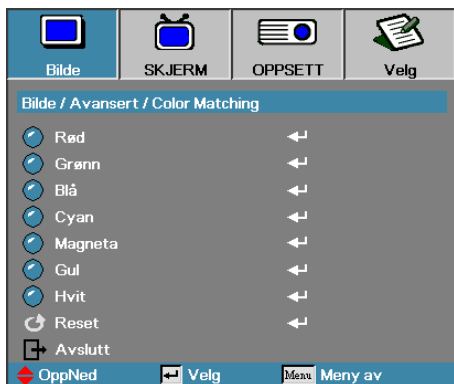 Bilde SKJERM OPPSETT Velg
Bilde / Avansert / Color Matching
Rød
Grønn
Blå
Cyan
Magneta
Gul
Hvit
Reset
Avslutt
OppNed Velg Menu Meny av